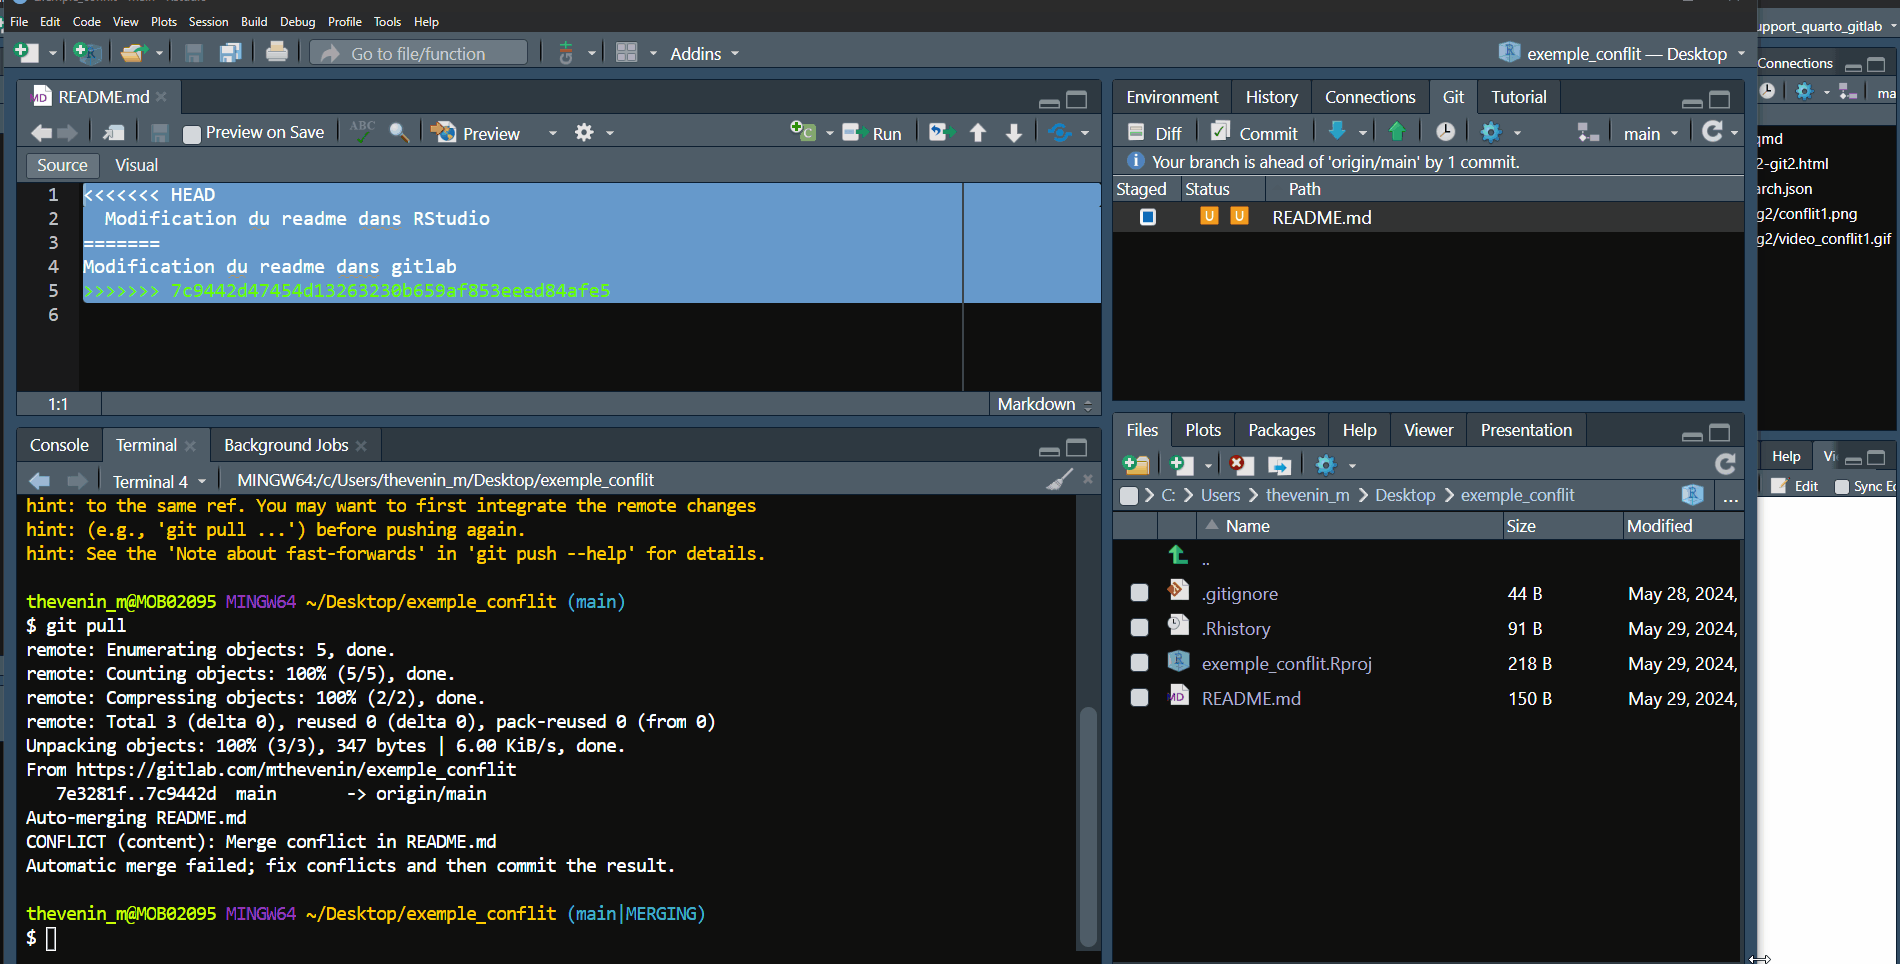 File Edit Code View Plots Session Build Debug Profile Tools Help
Go to file/function
Addins
exemple_conflit — Desktop
README.md
Preview on Save
ABC
Preview
Run
Source
Visual
1 <<<<<<< HEAD
2 Modification du readme dans RStudio
3 =======
4 Modification du readme dans gitlab
5 >>>>>>> 7c9442d47454d13263230b659af853eeed84afe5
6
1:1
Markdown
Console
Terminal
Background Jobs
Terminal 4
MINGW64:/c/Users/thevenin_m/Desktop/exemple_conflit
hint: to the same ref. You may want to first integrate the remote changes
hint: (e.g., 'git pull ...') before pushing again.
hint: See the 'Note about fast-forwards' in 'git push --help' for details.
thevenin_m@MOB02095 MINGW64 ~/Desktop/exemple_conflit (main)
$ git pull
remote: Enumerating objects: 5, done.
remote: Counting objects: 100% (5/5), done.
remote: Compressing objects: 100% (2/2), done.
remote: Total 3 (delta 0), reused 0 (delta 0), pack-reused 0 (from 0)
Unpacking objects: 100% (3/3), 347 bytes | 6.00 KiB/s, done.
From https://gitlab.com/mthevenin/exemple_conflit
7e3281f..7c9442d main -> origin/main
Auto-merging README.md
CONFLICT (content): Merge conflict in README.md
Automatic merge failed; fix conflicts and then commit the result.
thevenin_m@MOB02095 MINGW64 ~/Desktop/exemple_conflit (main|MERGING)
$
Environment History Connections Git Tutorial
Diff
Commit
main
Your branch is ahead of 'origin/main' by 1 commit.
Staged Status Path
U U README.md
Files Plots Packages Help Viewer Presentation
C: Users thevenin_m Desktop exemple_conflit
...
Name Size Modified
..
.gitignore 44 B May 28, 2024,
.Rhistory 91 B May 29, 2024,
exemple_conflit.Rproj 218 B May 29, 2024,
README.md 150 B May 29, 2024,
upport_quarto_gitlab
Connections
ma
qmd
2-git2.html
arch.json
g2/conflit1.png
g2/video_conflit1.gif
Help
Vi
Edit
Sync Ed